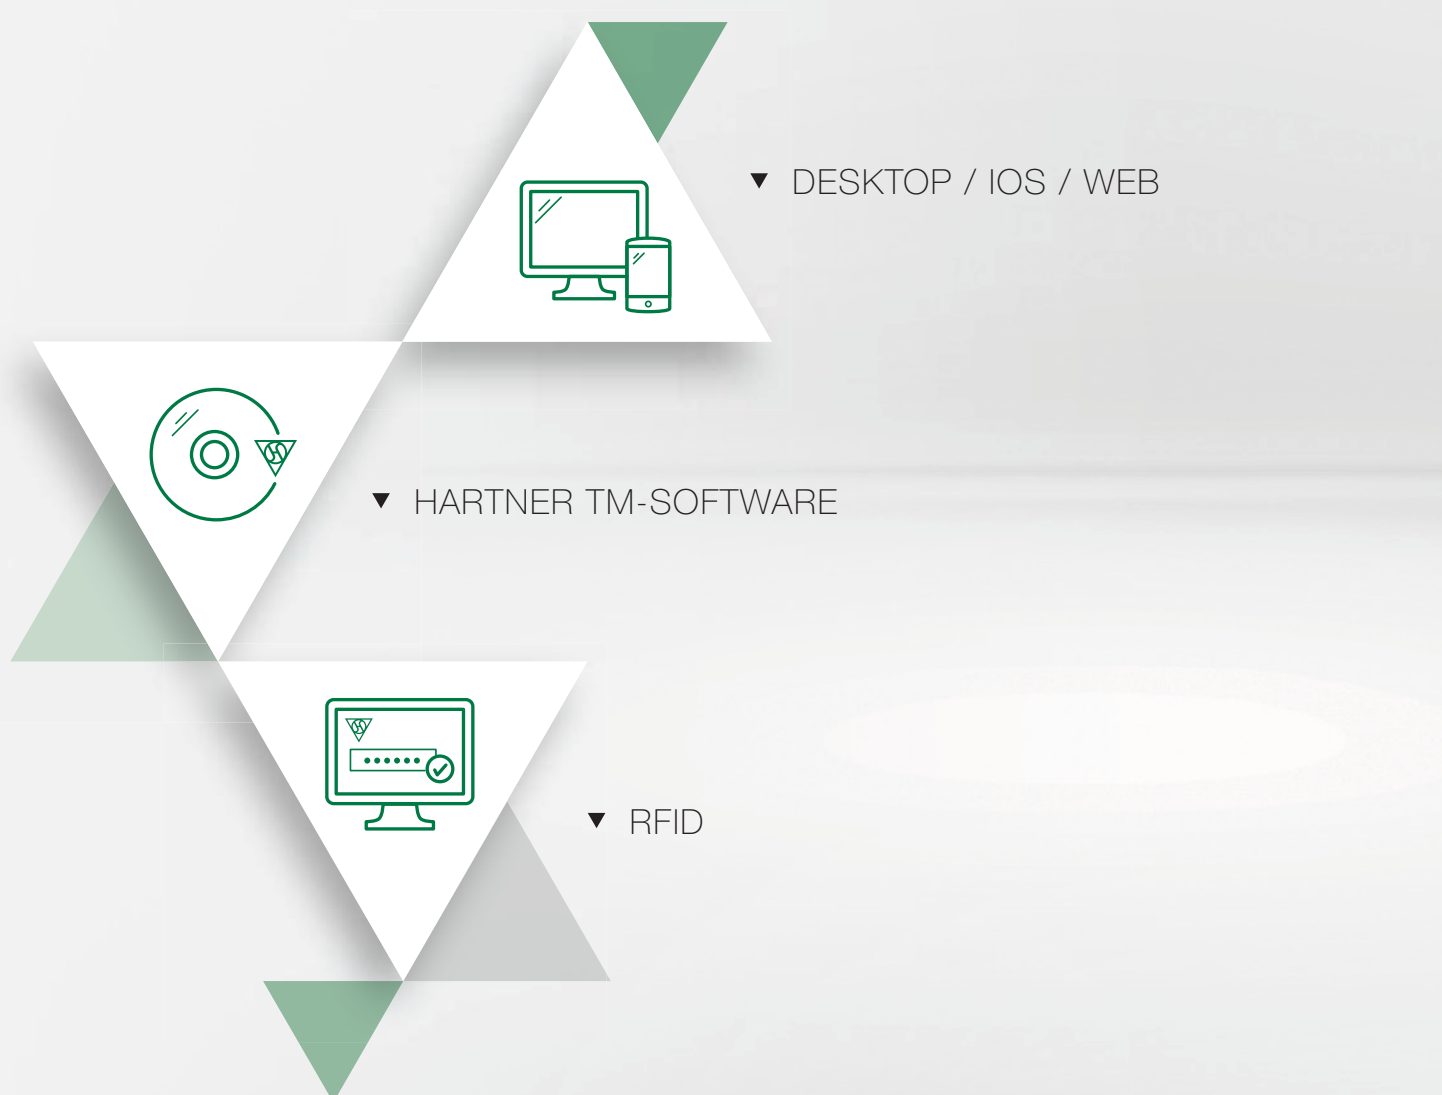 ▼ DESKTOP / IOS / WEB
▼ HARTNER TM-SOFTWARE
▼ RFID